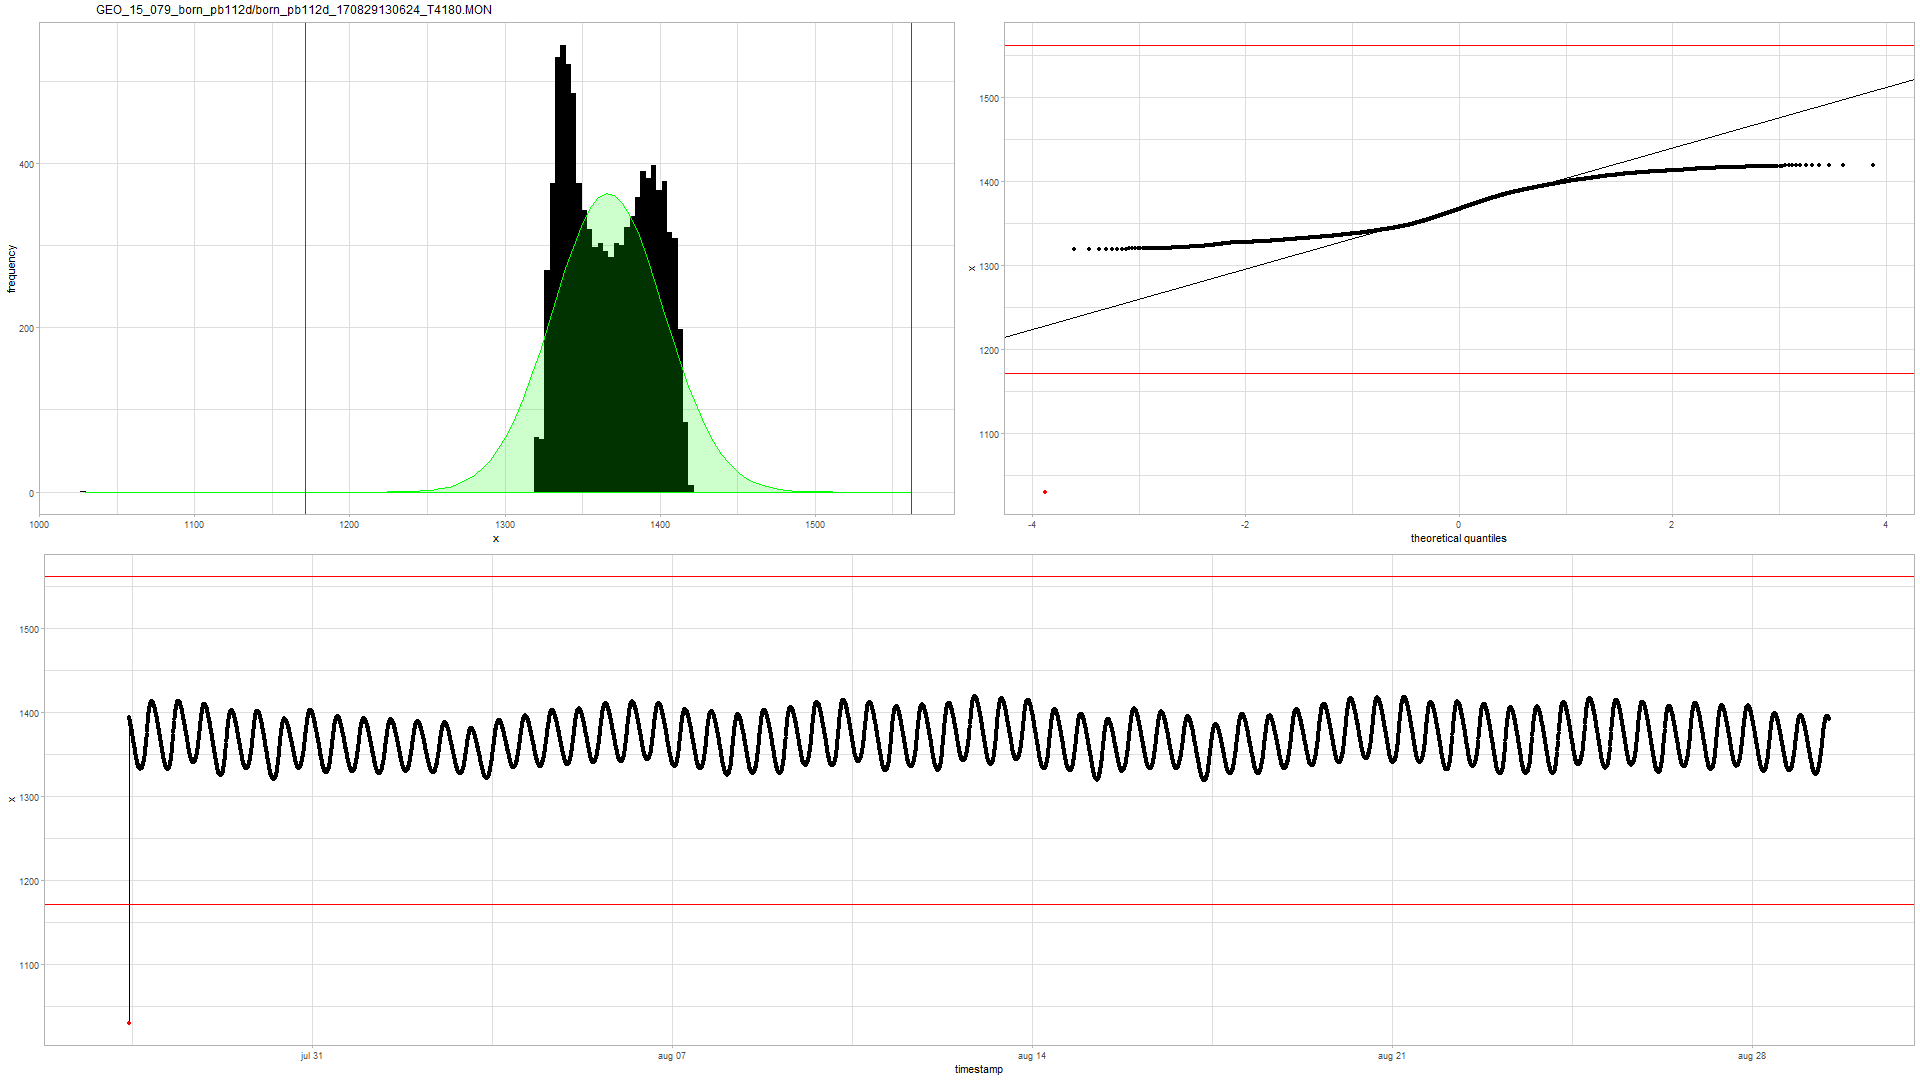 GEO_15_079_born_pb112d/born_pb112d_170829130624_T4180.MON
frequency
400
200
0
1000 1100 1200 1300 1400 1500
x
x
1500
1400
1300
1200
1100
-4 -2 0 2 4
theoretical quantiles
x
1500
1400
1300
1200
1100
jul 31 aug 07 aug 14 aug 21 aug 28
timestamp